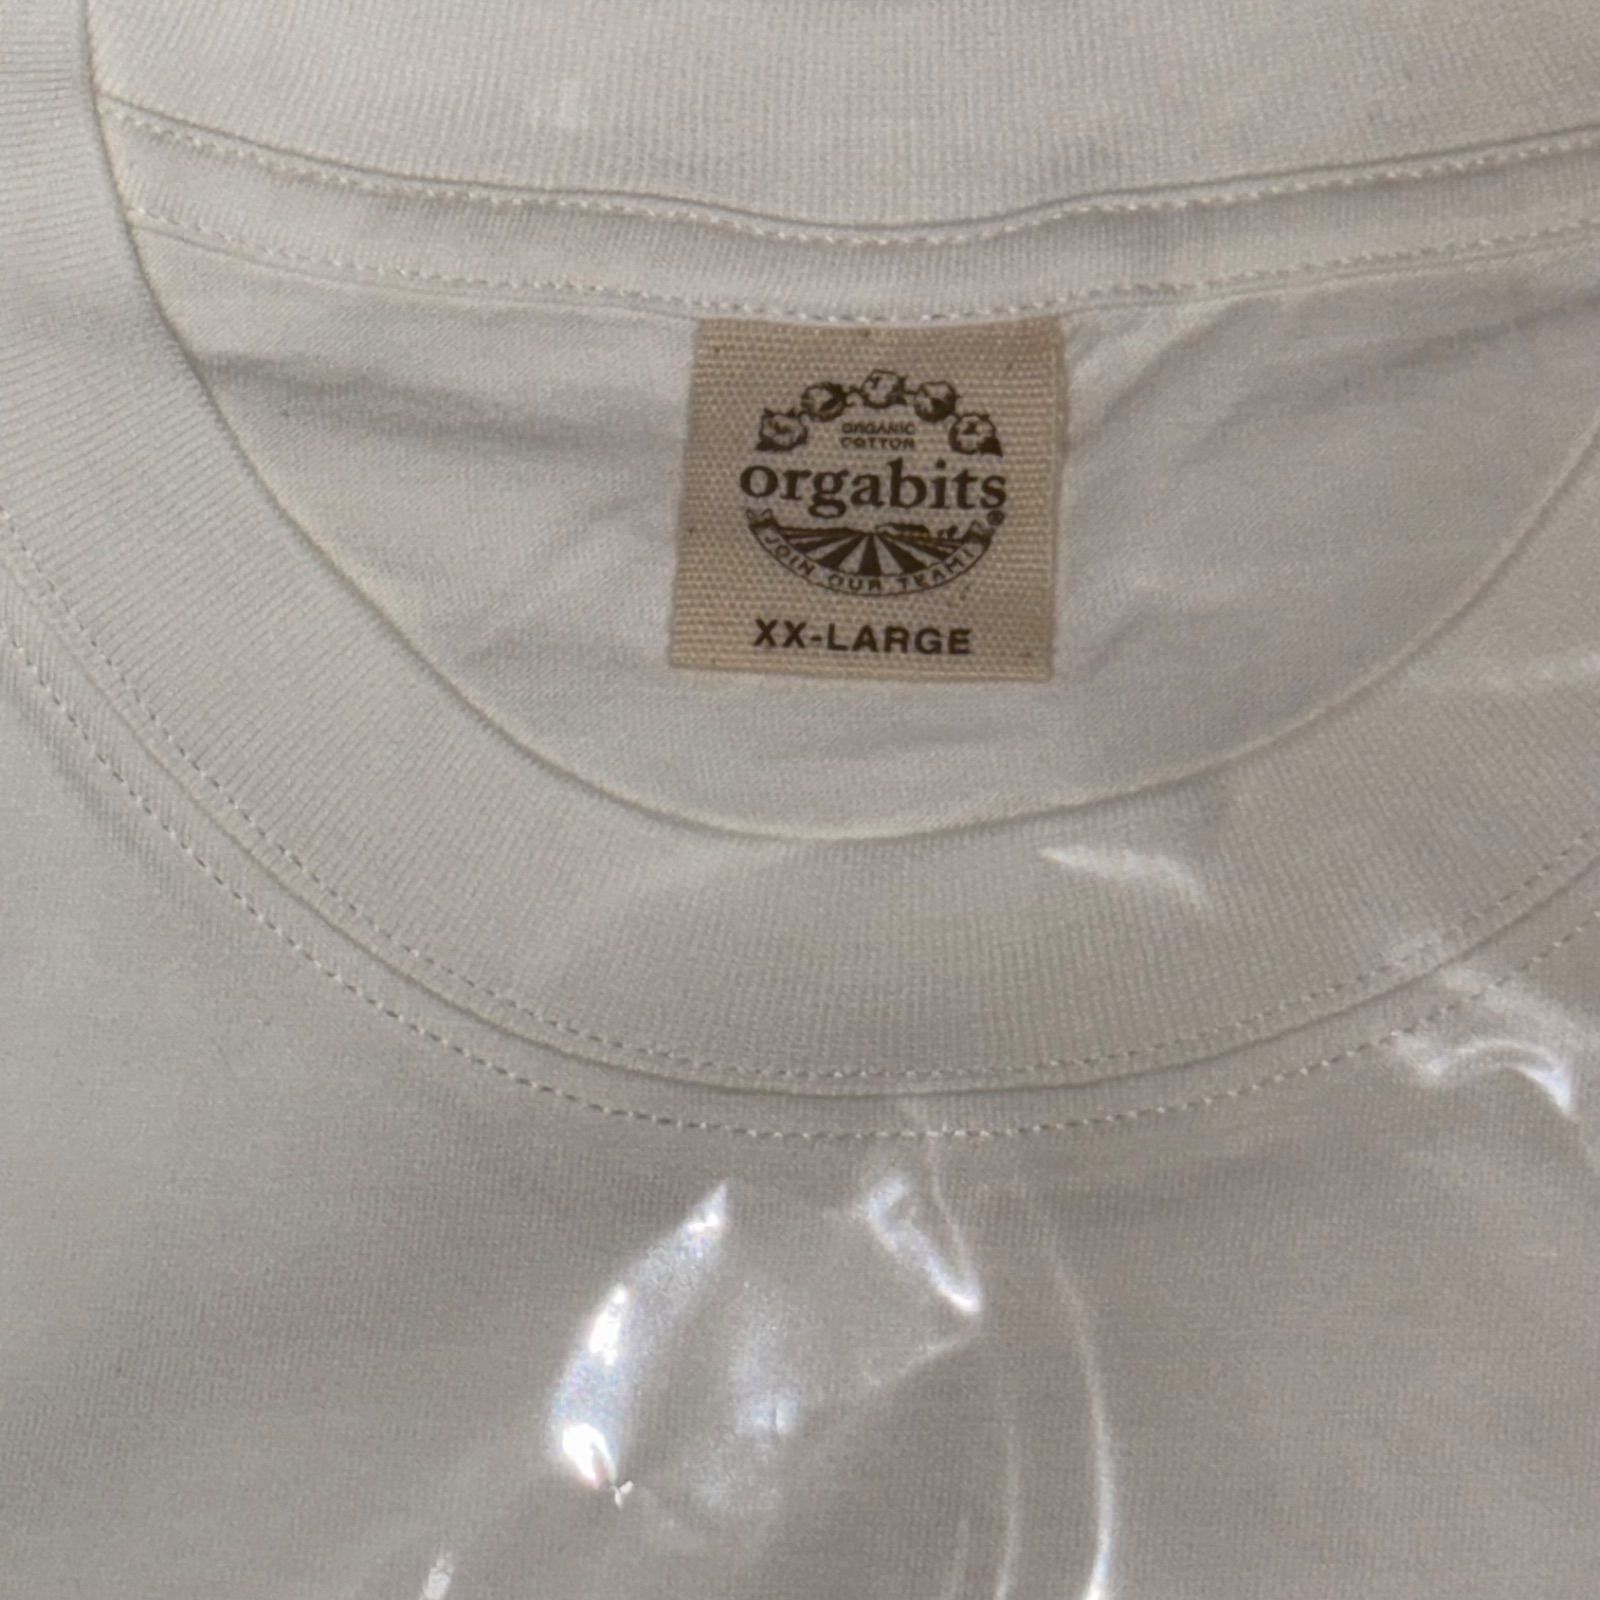 ORGANIC
COTTON
orgabits®
JOIN OUR TEAM!
XX-LARGE